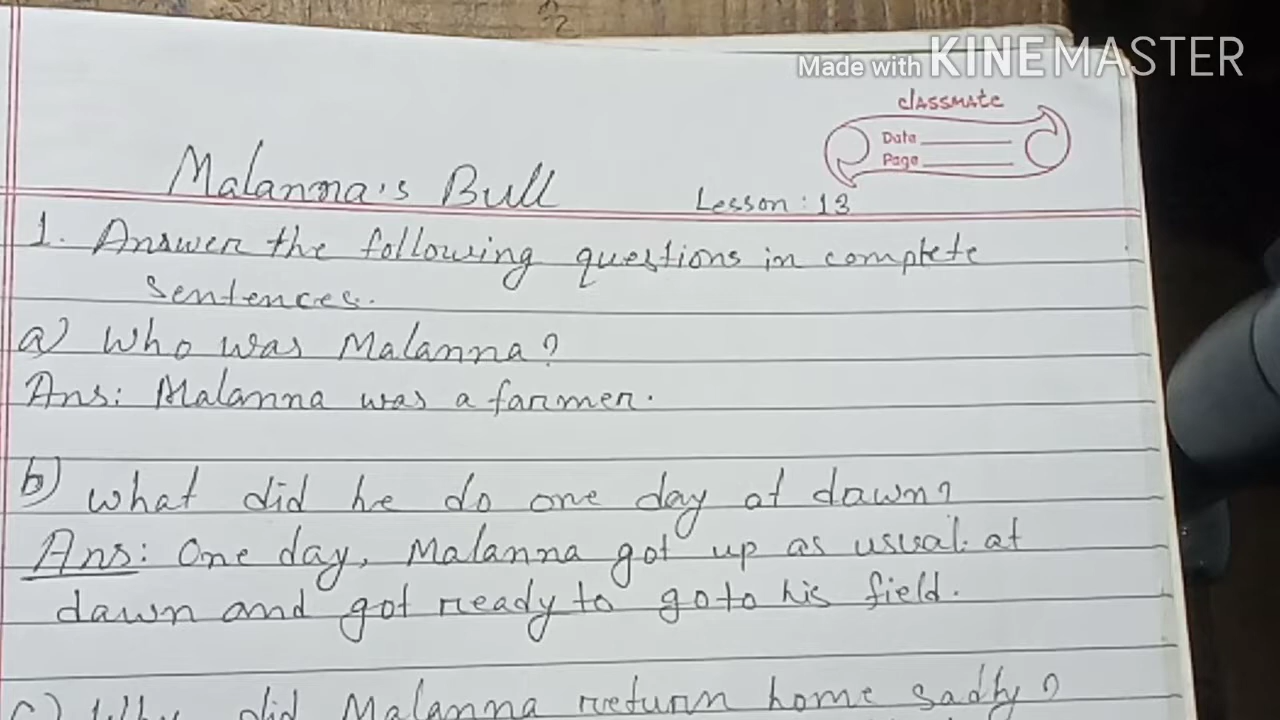 Made with KINEMASTER
classmate
Date
Page
Malanna's Bull Lesson: 13
1. Answer the following questions in complete
sentences.
a) Who was Malanna?
Ans: Malanna was a farmer.
b) What did he do one day at dawn?
Ans: One day, Malanna got up as usual at
dawn and got ready to go to his field.
c) Why did Malanna return home sadly?